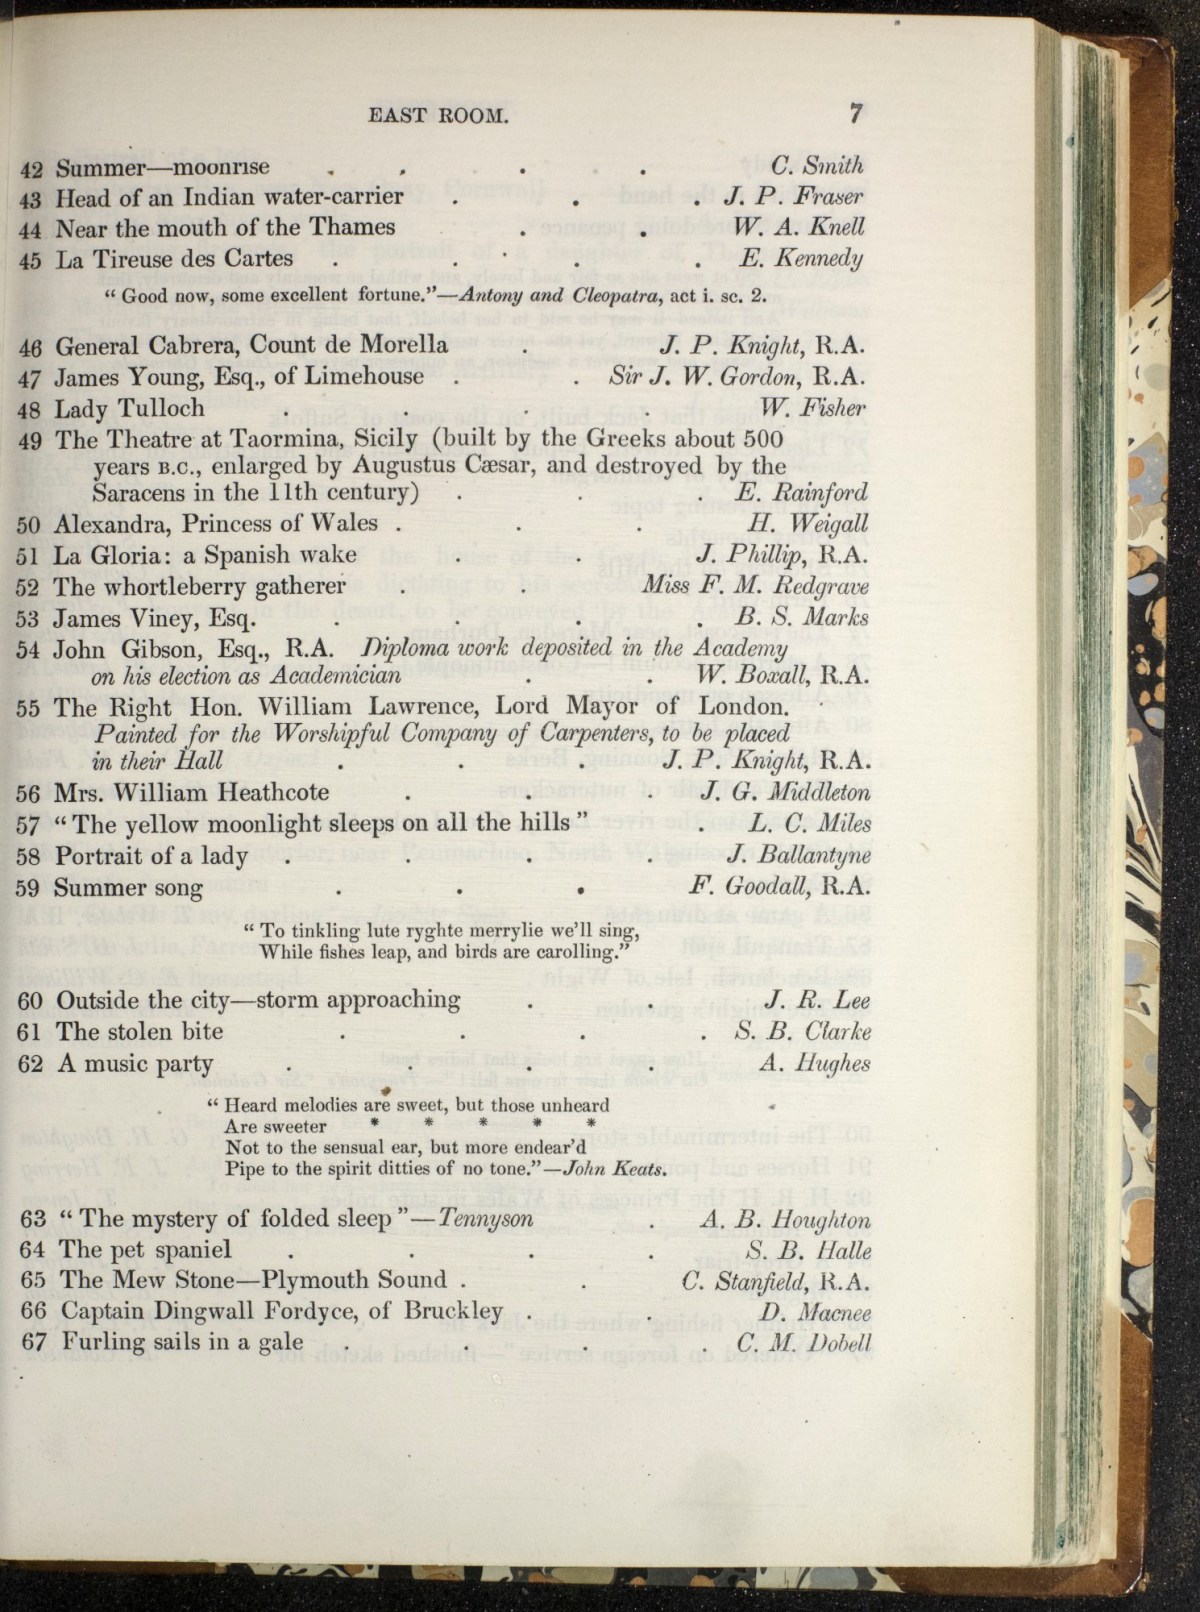 EAST ROOM. 7
42 Summer—moonrise . . . . C. Smith
43 Head of an Indian water-carrier . . . J. P. Fraser
44 Near the mouth of the Thames . . W. A. Knell
45 La Tireuse des Cartes . . . . E. Kennedy
“ Good now, some excellent fortune.”—Antony and Cleopatra, act i. sc. 2.
46 General Cabrera, Count de Morella . J. P. Knight, R.A.
47 James Young, Esq., of Limehouse . . Sir J. W. Gordon, R.A.
48 Lady Tulloch . . . . W. Fisher
49 The Theatre at Taormina, Sicily (built by the Greeks about 500
years B.C., enlarged by Augustus Cæsar, and destroyed by the
Saracens in the 11th century) . . . E. Rainford
50 Alexandra, Princess of Wales . . . H. Weigall
51 La Gloria: a Spanish wake . . J. Phillip, R.A.
52 The whortleberry gatherer . . Miss F. M. Redgrave
53 James Viney, Esq. . . . . B. S. Marks
54 John Gibson, Esq., R.A. Diploma work deposited in the Academy
on his election as Academician . . W. Boxall, R.A.
55 The Right Hon. William Lawrence, Lord Mayor of London.
Painted for the Worshipful Company of Carpenters, to be placed
in their Hall . . . J. P. Knight, R.A.
56 Mrs. William Heathcote . . . J. G. Middleton
57 “ The yellow moonlight sleeps on all the hills ” . L. C. Miles
58 Portrait of a lady . . . . J. Ballantyne
59 Summer song . . . F. Goodall, R.A.
“ To tinkling lute ryghte merrylie we’ll sing,
While fishes leap, and birds are carolling.”
60 Outside the city—storm approaching . . J. R. Lee
61 The stolen bite . . . . S. B. Clarke
62 A music party . . . . A. Hughes
“ Heard melodies are sweet, but those unheard
Are sweeter * * * * *
Not to the sensual ear, but more endear’d
Pipe to the spirit ditties of no tone.”—John Keats.
63 “ The mystery of folded sleep ”—Tennyson . A. B. Houghton
64 The pet spaniel . . . . S. B. Halle
65 The Mew Stone—Plymouth Sound . . C. Stanfield, R.A.
66 Captain Dingwall Fordyce, of Bruckley . . D. Macnee
67 Furling sails in a gale . . . . C. M. Dobell